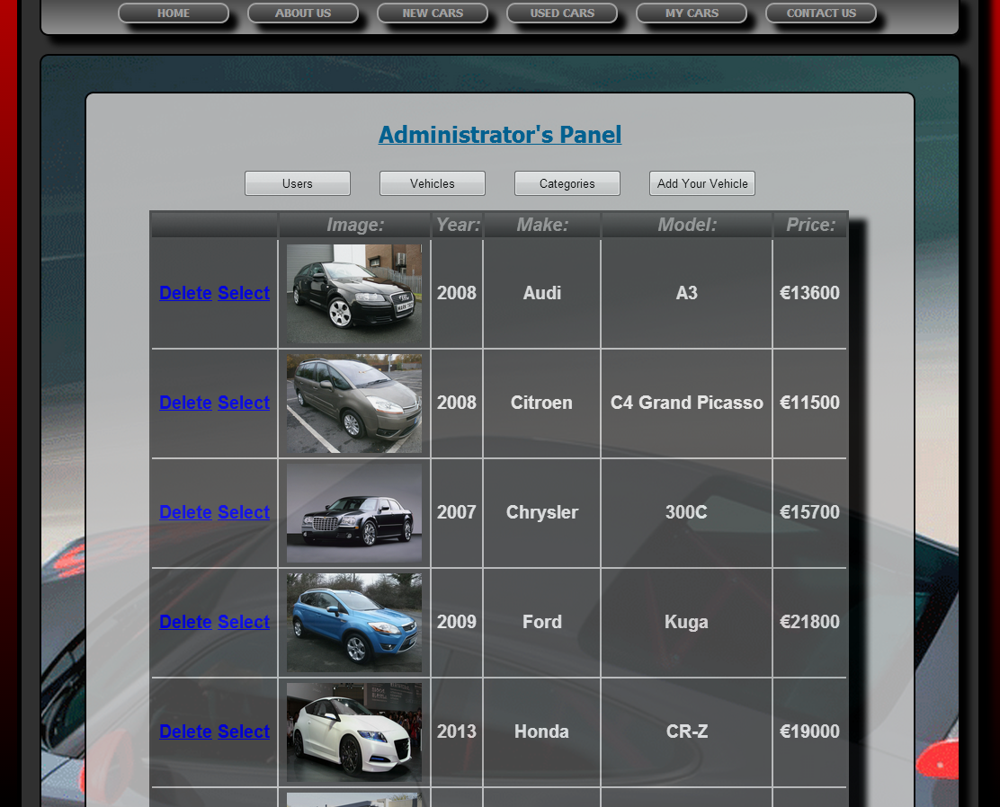 HOME ABOUT US NEW CARS USED CARS MY CARS CONTACT US
Administrator's Panel
Users Vehicles Categories Add Your Vehicle
Image: Year: Make: Model: Price:
Delete Select 2008 Audi A3 €13600
Delete Select 2008 Citroen C4 Grand Picasso €11500
Delete Select 2007 Chrysler 300C €15700
Delete Select 2009 Ford Kuga €21800
Delete Select 2013 Honda CR-Z €19000